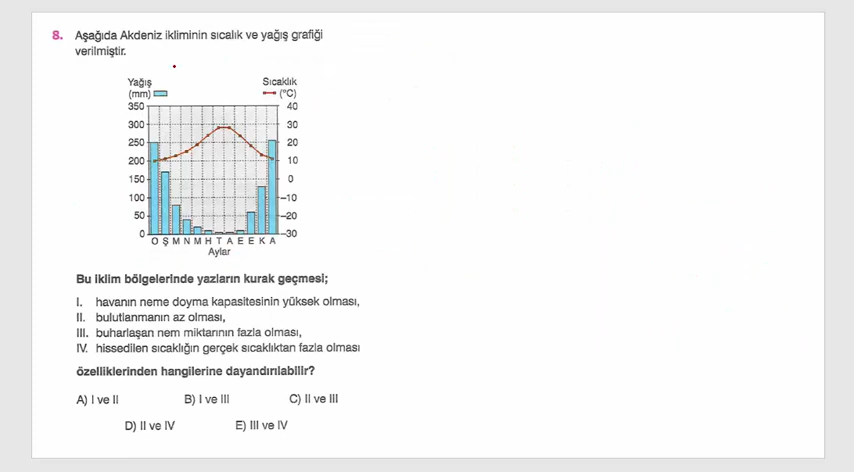 8. Aşağıda Akdeniz ikliminin sıcalık ve yağış grafiği
verilmiştir.
Yağış Sıcaklık
(mm) (°C)
350 40
300 30
250 20
200 10
150 0
100 -10
50 -20
0 -30
O Ş M N M H T A E E K A
Aylar
Bu iklim bölgelerinde yazların kurak geçmesi;
I. havanın neme doyma kapasitesinin yüksek olması,
II. bulutlanmanın az olması,
III. buharlaşan nem miktarının fazla olması,
IV. hissedilen sıcaklığın gerçek sıcaklıktan fazla olması
özelliklerinden hangilerine dayandırılabilir?
A) I ve II B) I ve III C) II ve III
D) II ve IV E) III ve IV